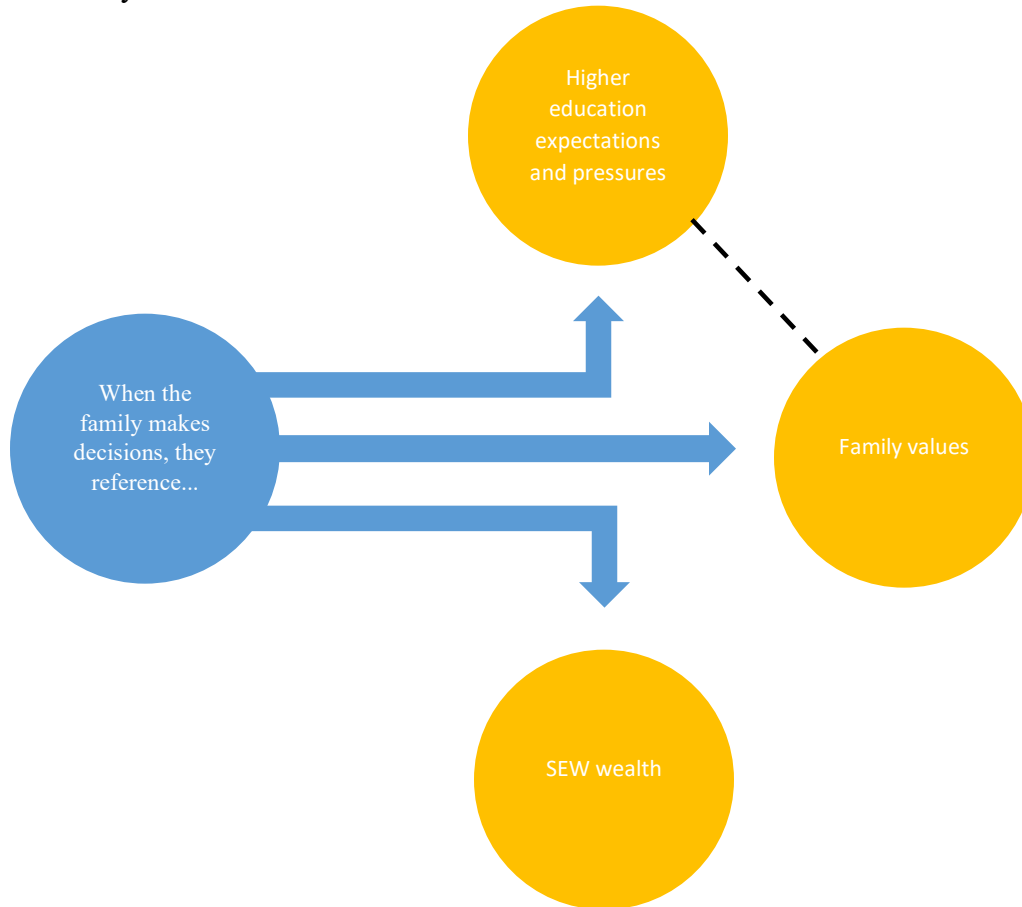 Higher
education
expectations
and pressures
When the
family makes
decisions, they
reference...
Family values
SEW wealth